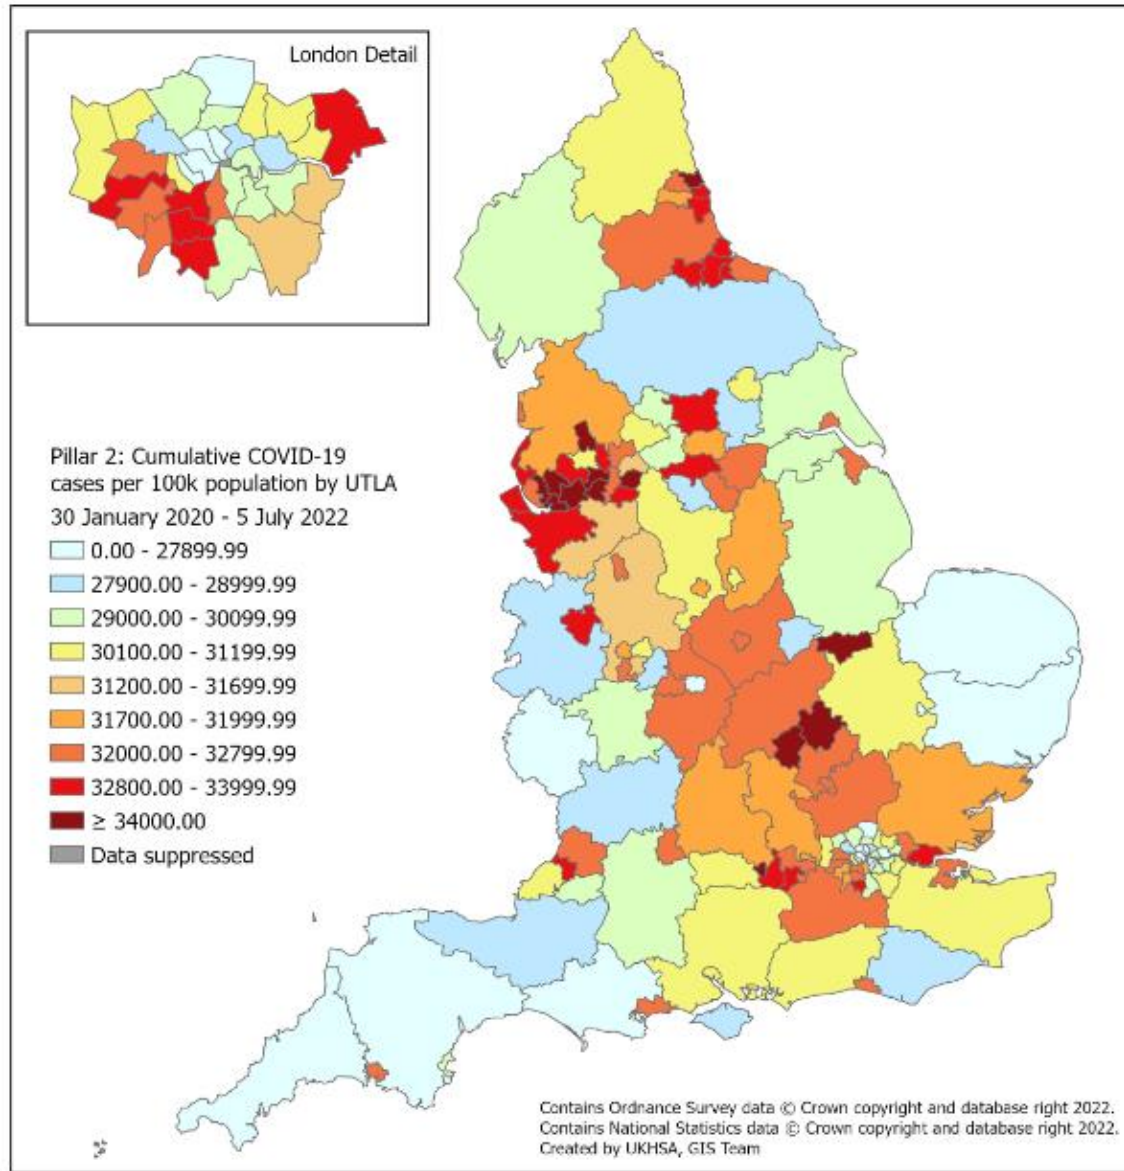 London Detail
Pillar 2: Cumulative COVID-19
cases per 100k population by UTLA
30 January 2020 - 5 July 2022
0.00 - 27899.99
27900.00 - 28999.99
29000.00 - 30099.99
30100.00 - 31199.99
31200.00 - 31699.99
31700.00 - 31999.99
32000.00 - 32799.99
32800.00 - 33999.99
≥ 34000.00
Data suppressed
Contains Ordnance Survey data © Crown copyright and database right 2022.
Contains National Statistics data © Crown copyright and database right 2022.
Created by UKHSA, GIS Team